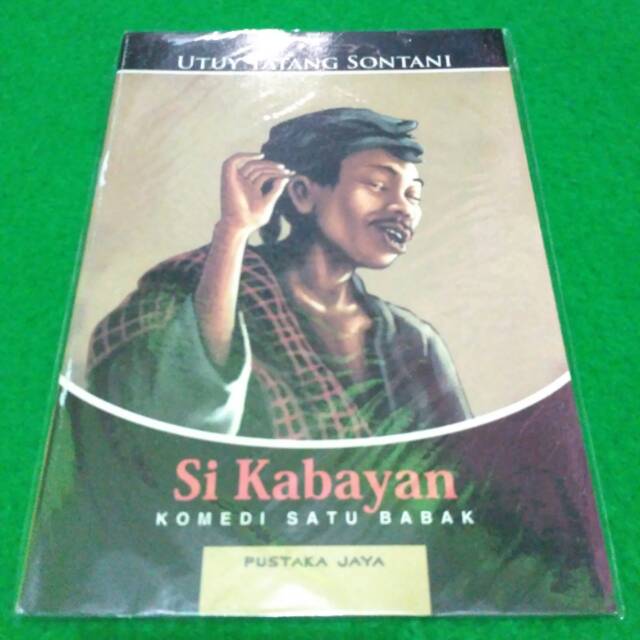 UTUY TATANG SONTANI
Si Kabayan
KOMEDI SATU BABAK
PUSTAKA JAYA